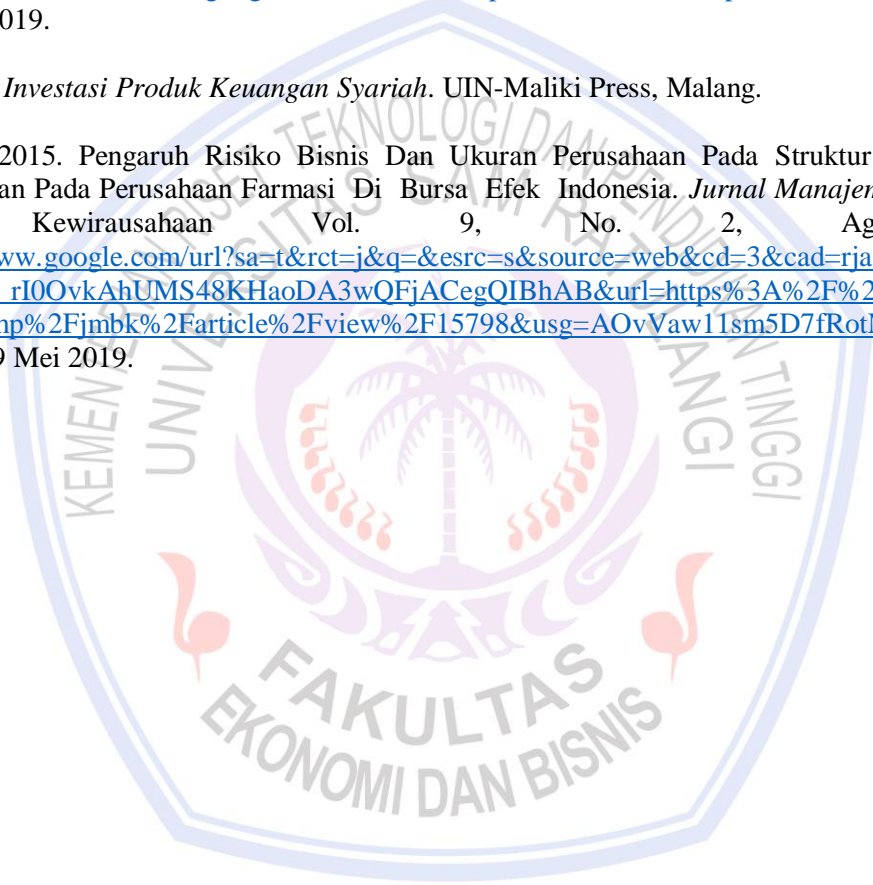 019.
Investasi Produk Keuangan Syariah. UIN-Maliki Press, Malang.
2015. Pengaruh Risiko Bisnis Dan Ukuran Perusahaan Pada Struktur
an Pada Perusahaan Farmasi Di Bursa Efek Indonesia. Jurnal Manajen
Kewirausahaan Vol. 9, No. 2, Ag
ww.google.com/url?sa=t&rct=j&q=&esrc=s&source=web&cd=3&cad=rja
rI0OvkAhUMS48KHaoDA3wQFjACegQIBhAB&url=https%3A%2F%2
hp%2Fjmbk%2Farticle%2Fview%2F15798&usg=AOvVaw11sm5D7fRot
9 Mei 2019.
KEMENTERIAN RISET TEKNOLOGI DAN PENDIDIKAN TINGGI
UNIVERSITAS SAM RATULANGI
FAKULTAS
EKONOMI DAN BISNIS